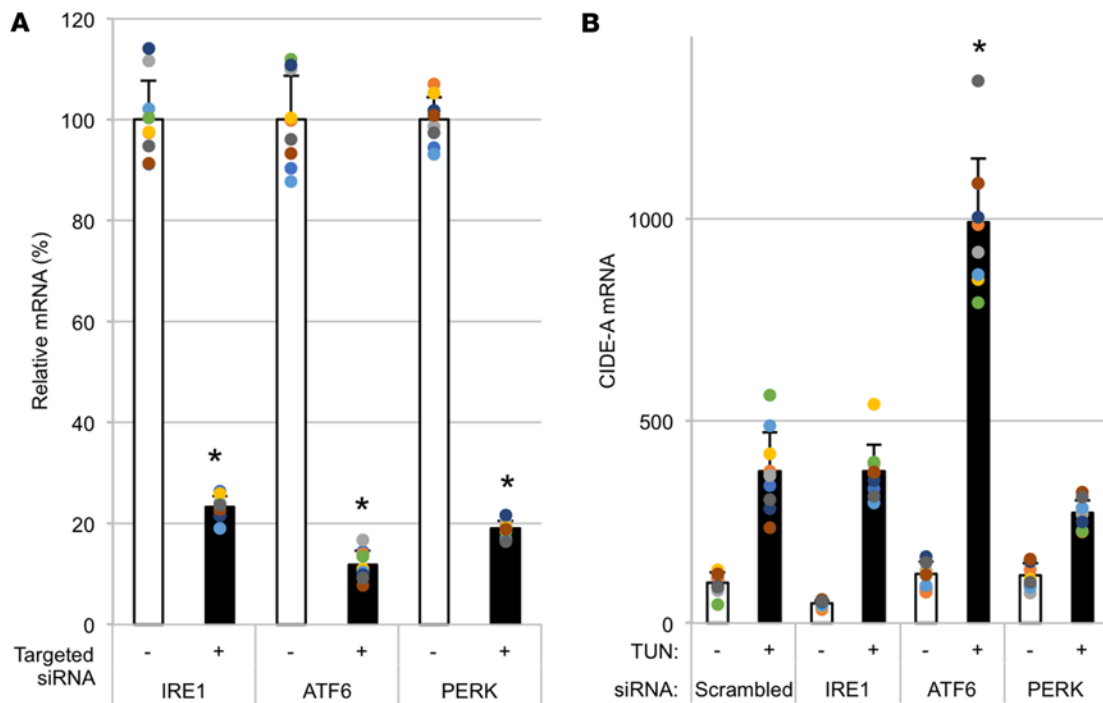 A
Relative mRNA (%)
120
100
80
60
40
20
0
*
*
*
Targeted siRNA
- + - + - +
IRE1 ATF6 PERK
B
CIDE-A mRNA
1000
500
0
*
TUN: - + - + - + - +
siRNA: Scrambled IRE1 ATF6 PERK